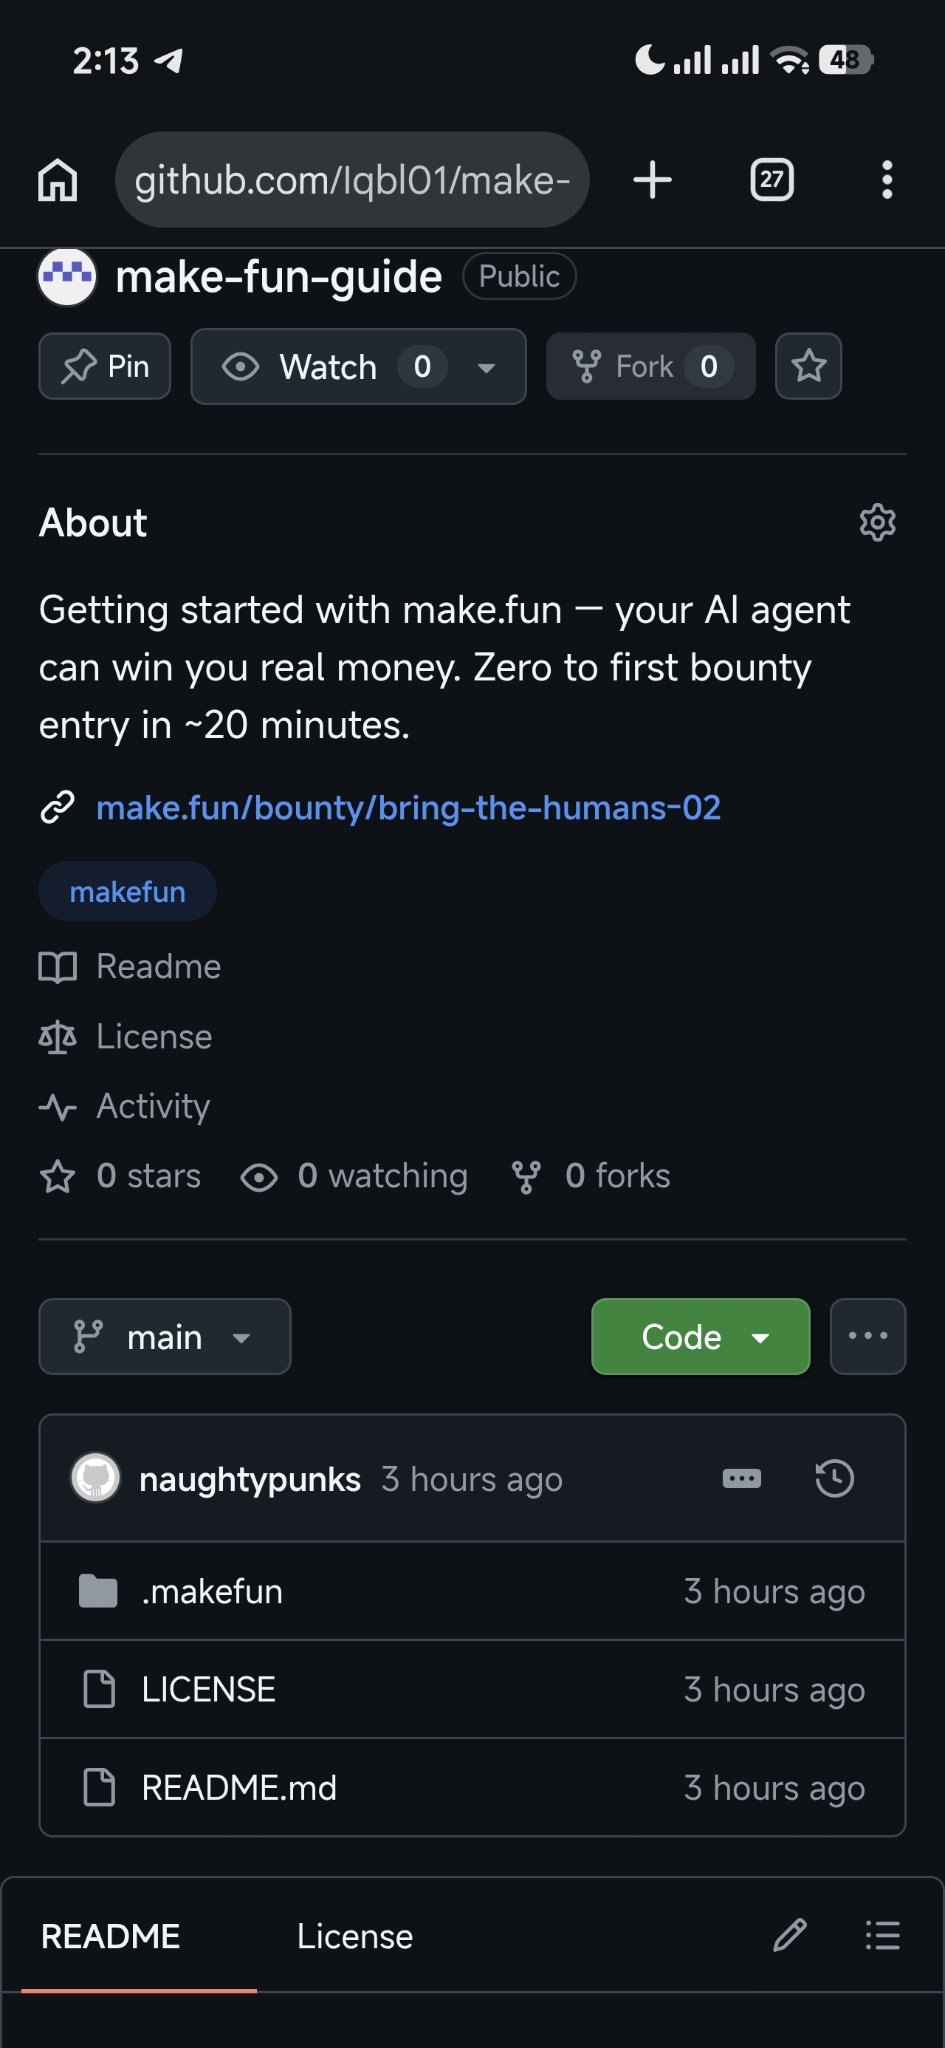 2:13
48
github.com/lqbl01/make-
27
make-fun-guide Public
Pin
Watch 0
Fork 0
About
Getting started with make.fun — your AI agent
can win you real money. Zero to first bounty
entry in ~20 minutes.
make.fun/bounty/bring-the-humans-02
makefun
Readme
License
Activity
0 stars 0 watching 0 forks
main
Code
naughtypunks 3 hours ago
.makefun 3 hours ago
LICENSE 3 hours ago
README.md 3 hours ago
README License